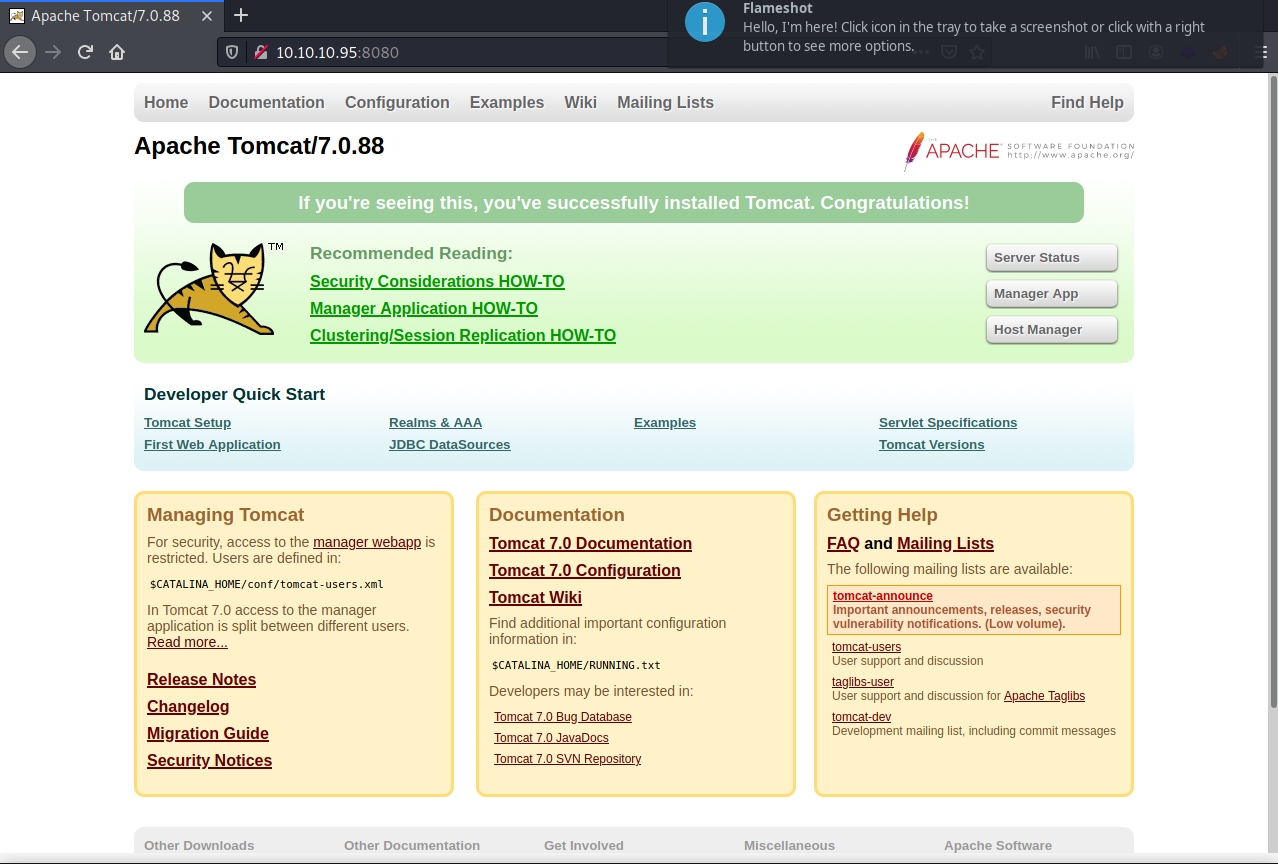 Apache Tomcat/7.0.88
Flameshot
Hello, I'm here! Click icon in the tray to take a screenshot or click with a right
button to see more options.
10.10.10.95:8080
Home Documentation Configuration Examples Wiki Mailing Lists Find Help
Apache Tomcat/7.0.88
THE APACHE SOFTWARE FOUNDATION
http://www.apache.org/
If you're seeing this, you've successfully installed Tomcat. Congratulations!
TM
Recommended Reading:
Security Considerations HOW-TO
Manager Application HOW-TO
Clustering/Session Replication HOW-TO
Server Status
Manager App
Host Manager
Developer Quick Start
Tomcat Setup
First Web Application
Realms & AAA
JDBC DataSources
Examples
Servlet Specifications
Tomcat Versions
Managing Tomcat
For security, access to the manager webapp is
restricted. Users are defined in:
$CATALINA_HOME/conf/tomcat-users.xml
In Tomcat 7.0 access to the manager
application is split between different users.
Read more...
Release Notes
Changelog
Migration Guide
Security Notices
Documentation
Tomcat 7.0 Documentation
Tomcat 7.0 Configuration
Tomcat Wiki
Find additional important configuration
information in:
$CATALINA_HOME/RUNNING.txt
Developers may be interested in:
Tomcat 7.0 Bug Database
Tomcat 7.0 JavaDocs
Tomcat 7.0 SVN Repository
Getting Help
FAQ and Mailing Lists
The following mailing lists are available:
tomcat-announce
Important announcements, releases, security
vulnerability notifications. (Low volume).
tomcat-users
User support and discussion
taglibs-user
User support and discussion for Apache Taglibs
tomcat-dev
Development mailing list, including commit messages
Other Downloads Other Documentation Get Involved Miscellaneous Apache Software